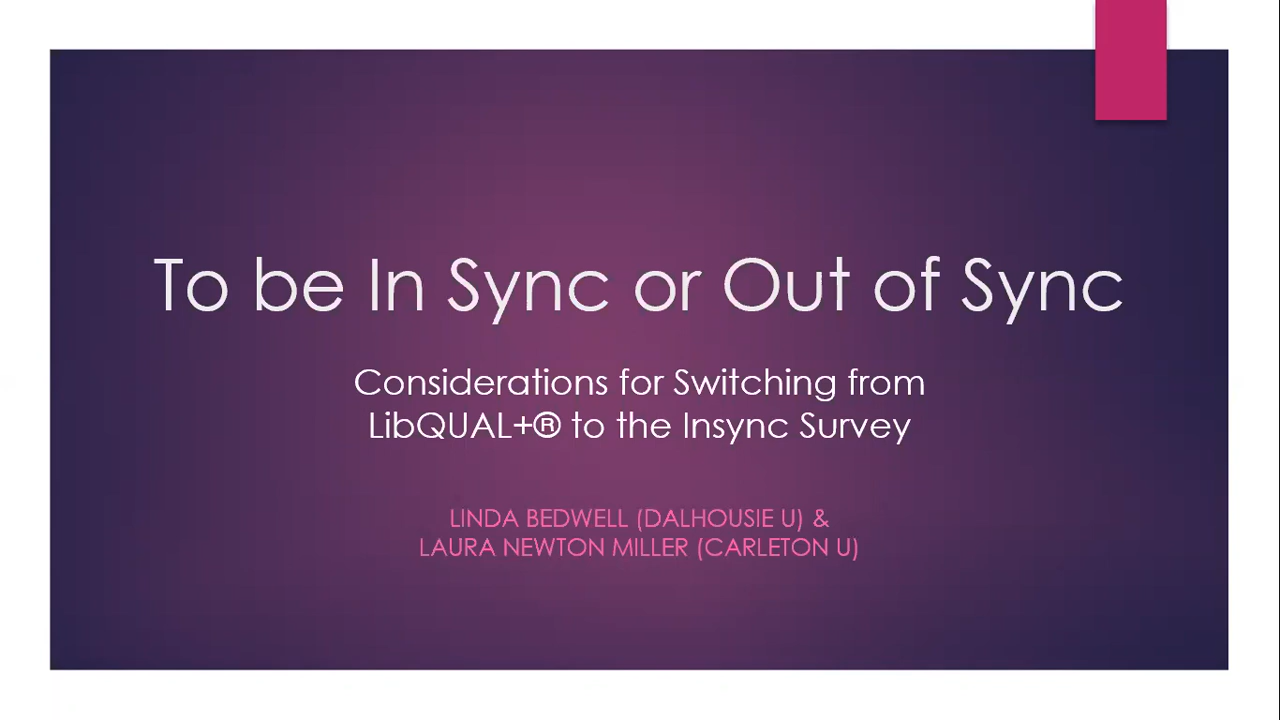 To be In Sync or Out of Sync
Considerations for Switching from
LibQUAL+® to the Insync Survey
LINDA BEDWELL (DALHOUSIE U) &
LAURA NEWTON MILLER (CARLETON U)